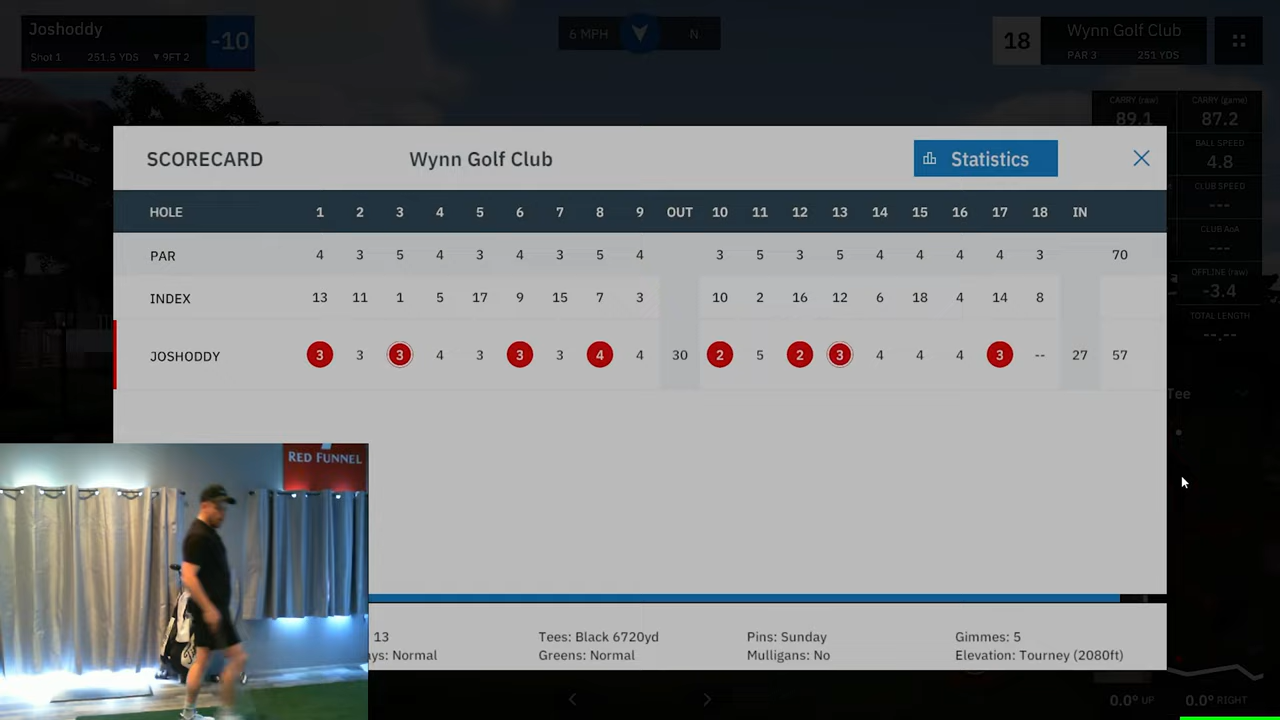 Joshoddy
-10
Shot 1 251.5 YDS ▼9FT 2
6 MPH N
18
Wynn Golf Club
PAR 3 251 YDS
CARRY (raw) CARRY (game)
89.1 87.2
BALL SPEED
4.8
CLUB SPEED
---
CLUB AoA
---
OFFLINE (raw)
-3.4
TOTAL LENGTH
--.--
SCORECARD Wynn Golf Club Statistics
HOLE 1 2 3 4 5 6 7 8 9 OUT 10 11 12 13 14 15 16 17 18 IN
PAR 4 3 5 4 3 4 3 5 4 3 5 3 5 4 4 4 4 3 70
INDEX 13 11 1 5 17 9 15 7 3 10 2 16 12 6 18 4 14 8
JOSHODDY 3 3 3 4 3 3 3 4 4 30 2 5 2 3 4 4 4 3 -- 27 57
Tee
RED FUNNEL
13 Tees: Black 6720yd Pins: Sunday Gimmes: 5
ays: Normal Greens: Normal Mulligans: No Elevation: Tourney (2080ft)
0.0° UP 0.0° RIGHT